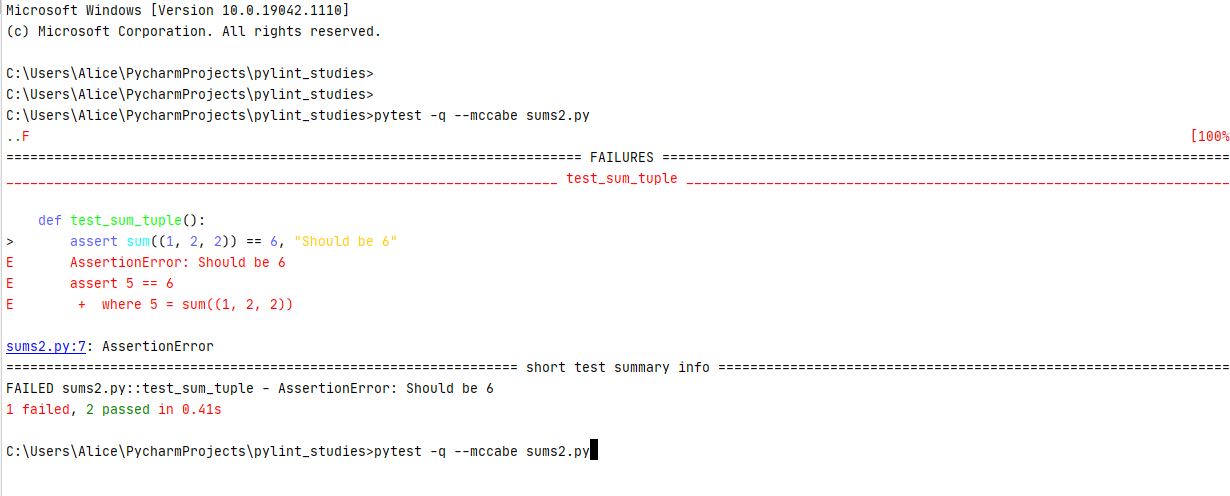 Microsoft Windows [Version 10.0.19042.1110]
(c) Microsoft Corporation. All rights reserved.
C:\Users\Alice\PycharmProjects\pylint_studies>
C:\Users\Alice\PycharmProjects\pylint_studies>
C:\Users\Alice\PycharmProjects\pylint_studies>pytest -q --mccabe sums2.py
..F [100%
======================================================================== FAILURES =======================================================================
_____________________________________________________________________ test_sum_tuple ____________________________________________________________________
    def test_sum_tuple():
>       assert sum((1, 2, 2)) == 6, "Should be 6"
E       AssertionError: Should be 6
E       assert 5 == 6
E        +  where 5 = sum((1, 2, 2))
sums2.py:7: AssertionError
================================================================ short test summary info ================================================================
FAILED sums2.py::test_sum_tuple - AssertionError: Should be 6
1 failed, 2 passed in 0.41s
C:\Users\Alice\PycharmProjects\pylint_studies>pytest -q --mccabe sums2.py